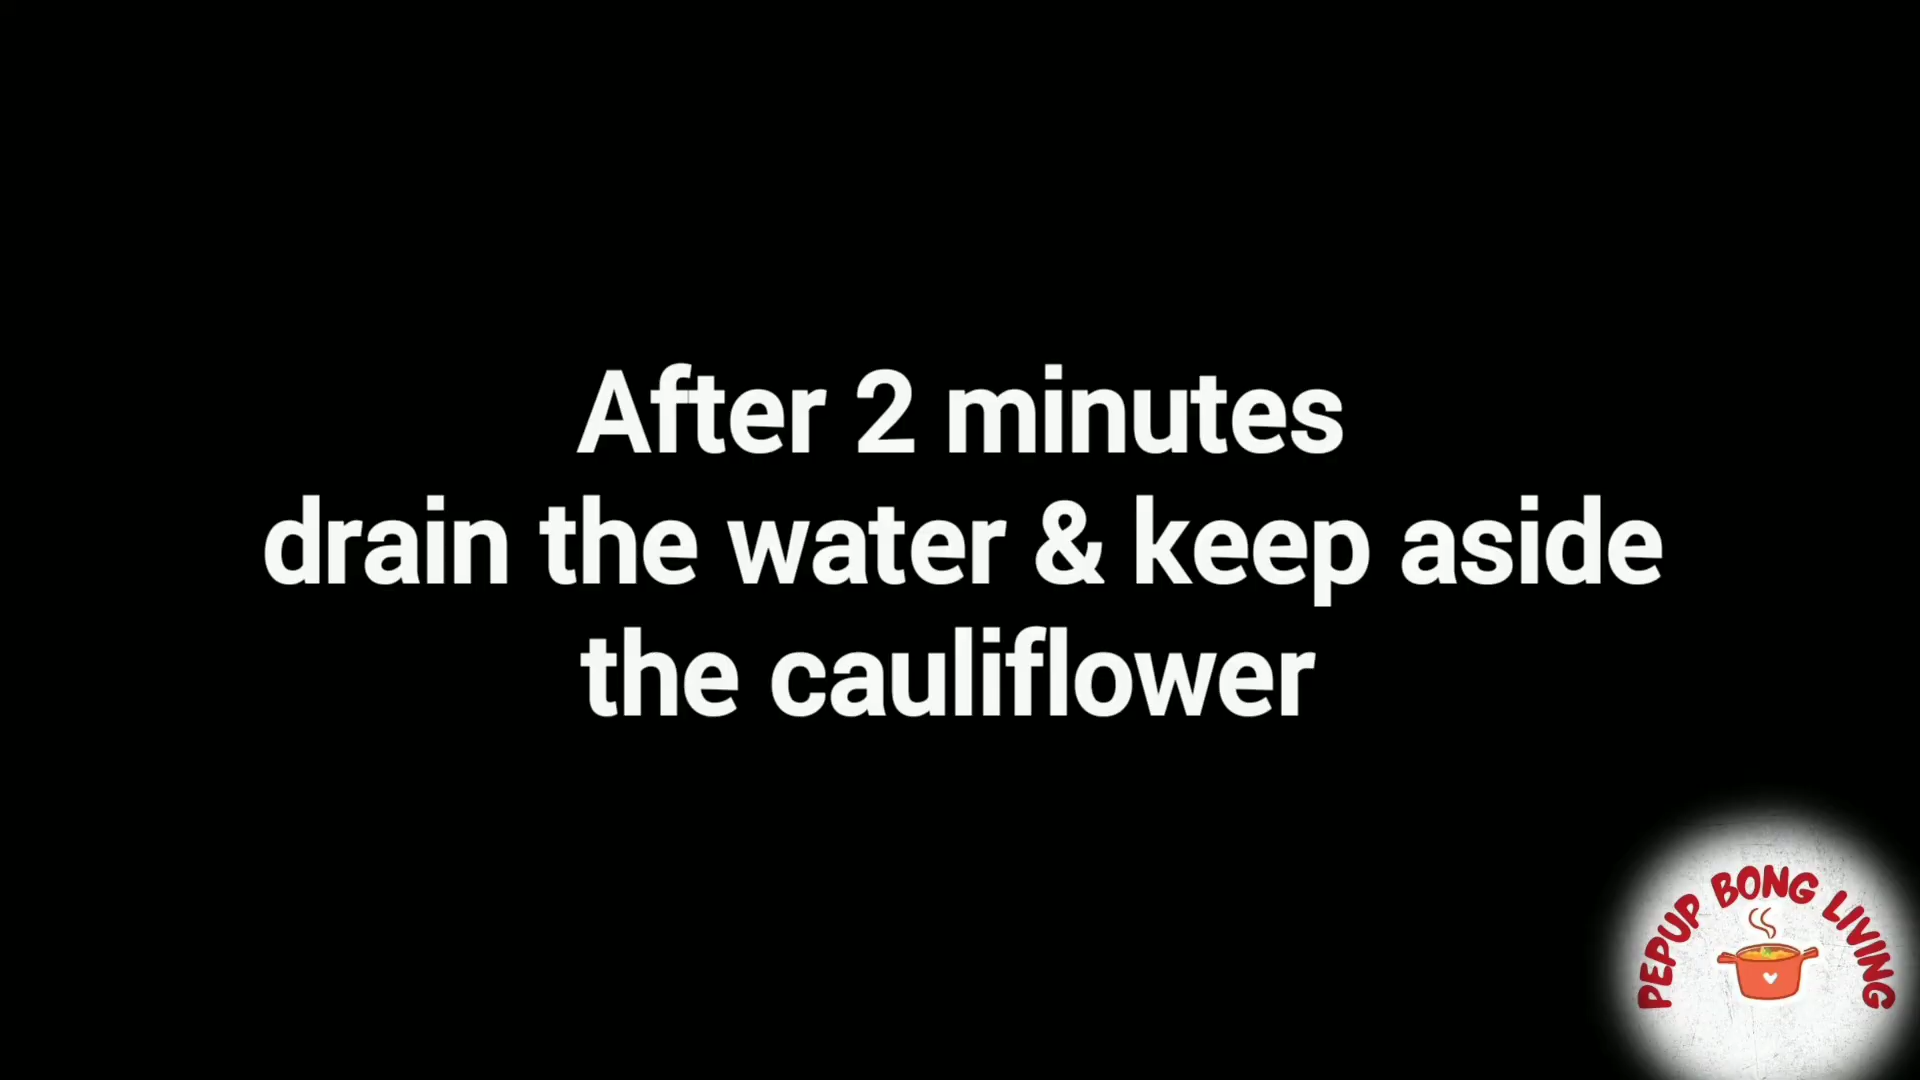 After 2 minutes
drain the water & keep aside
the cauliflower
PEPUP BONG LIVING